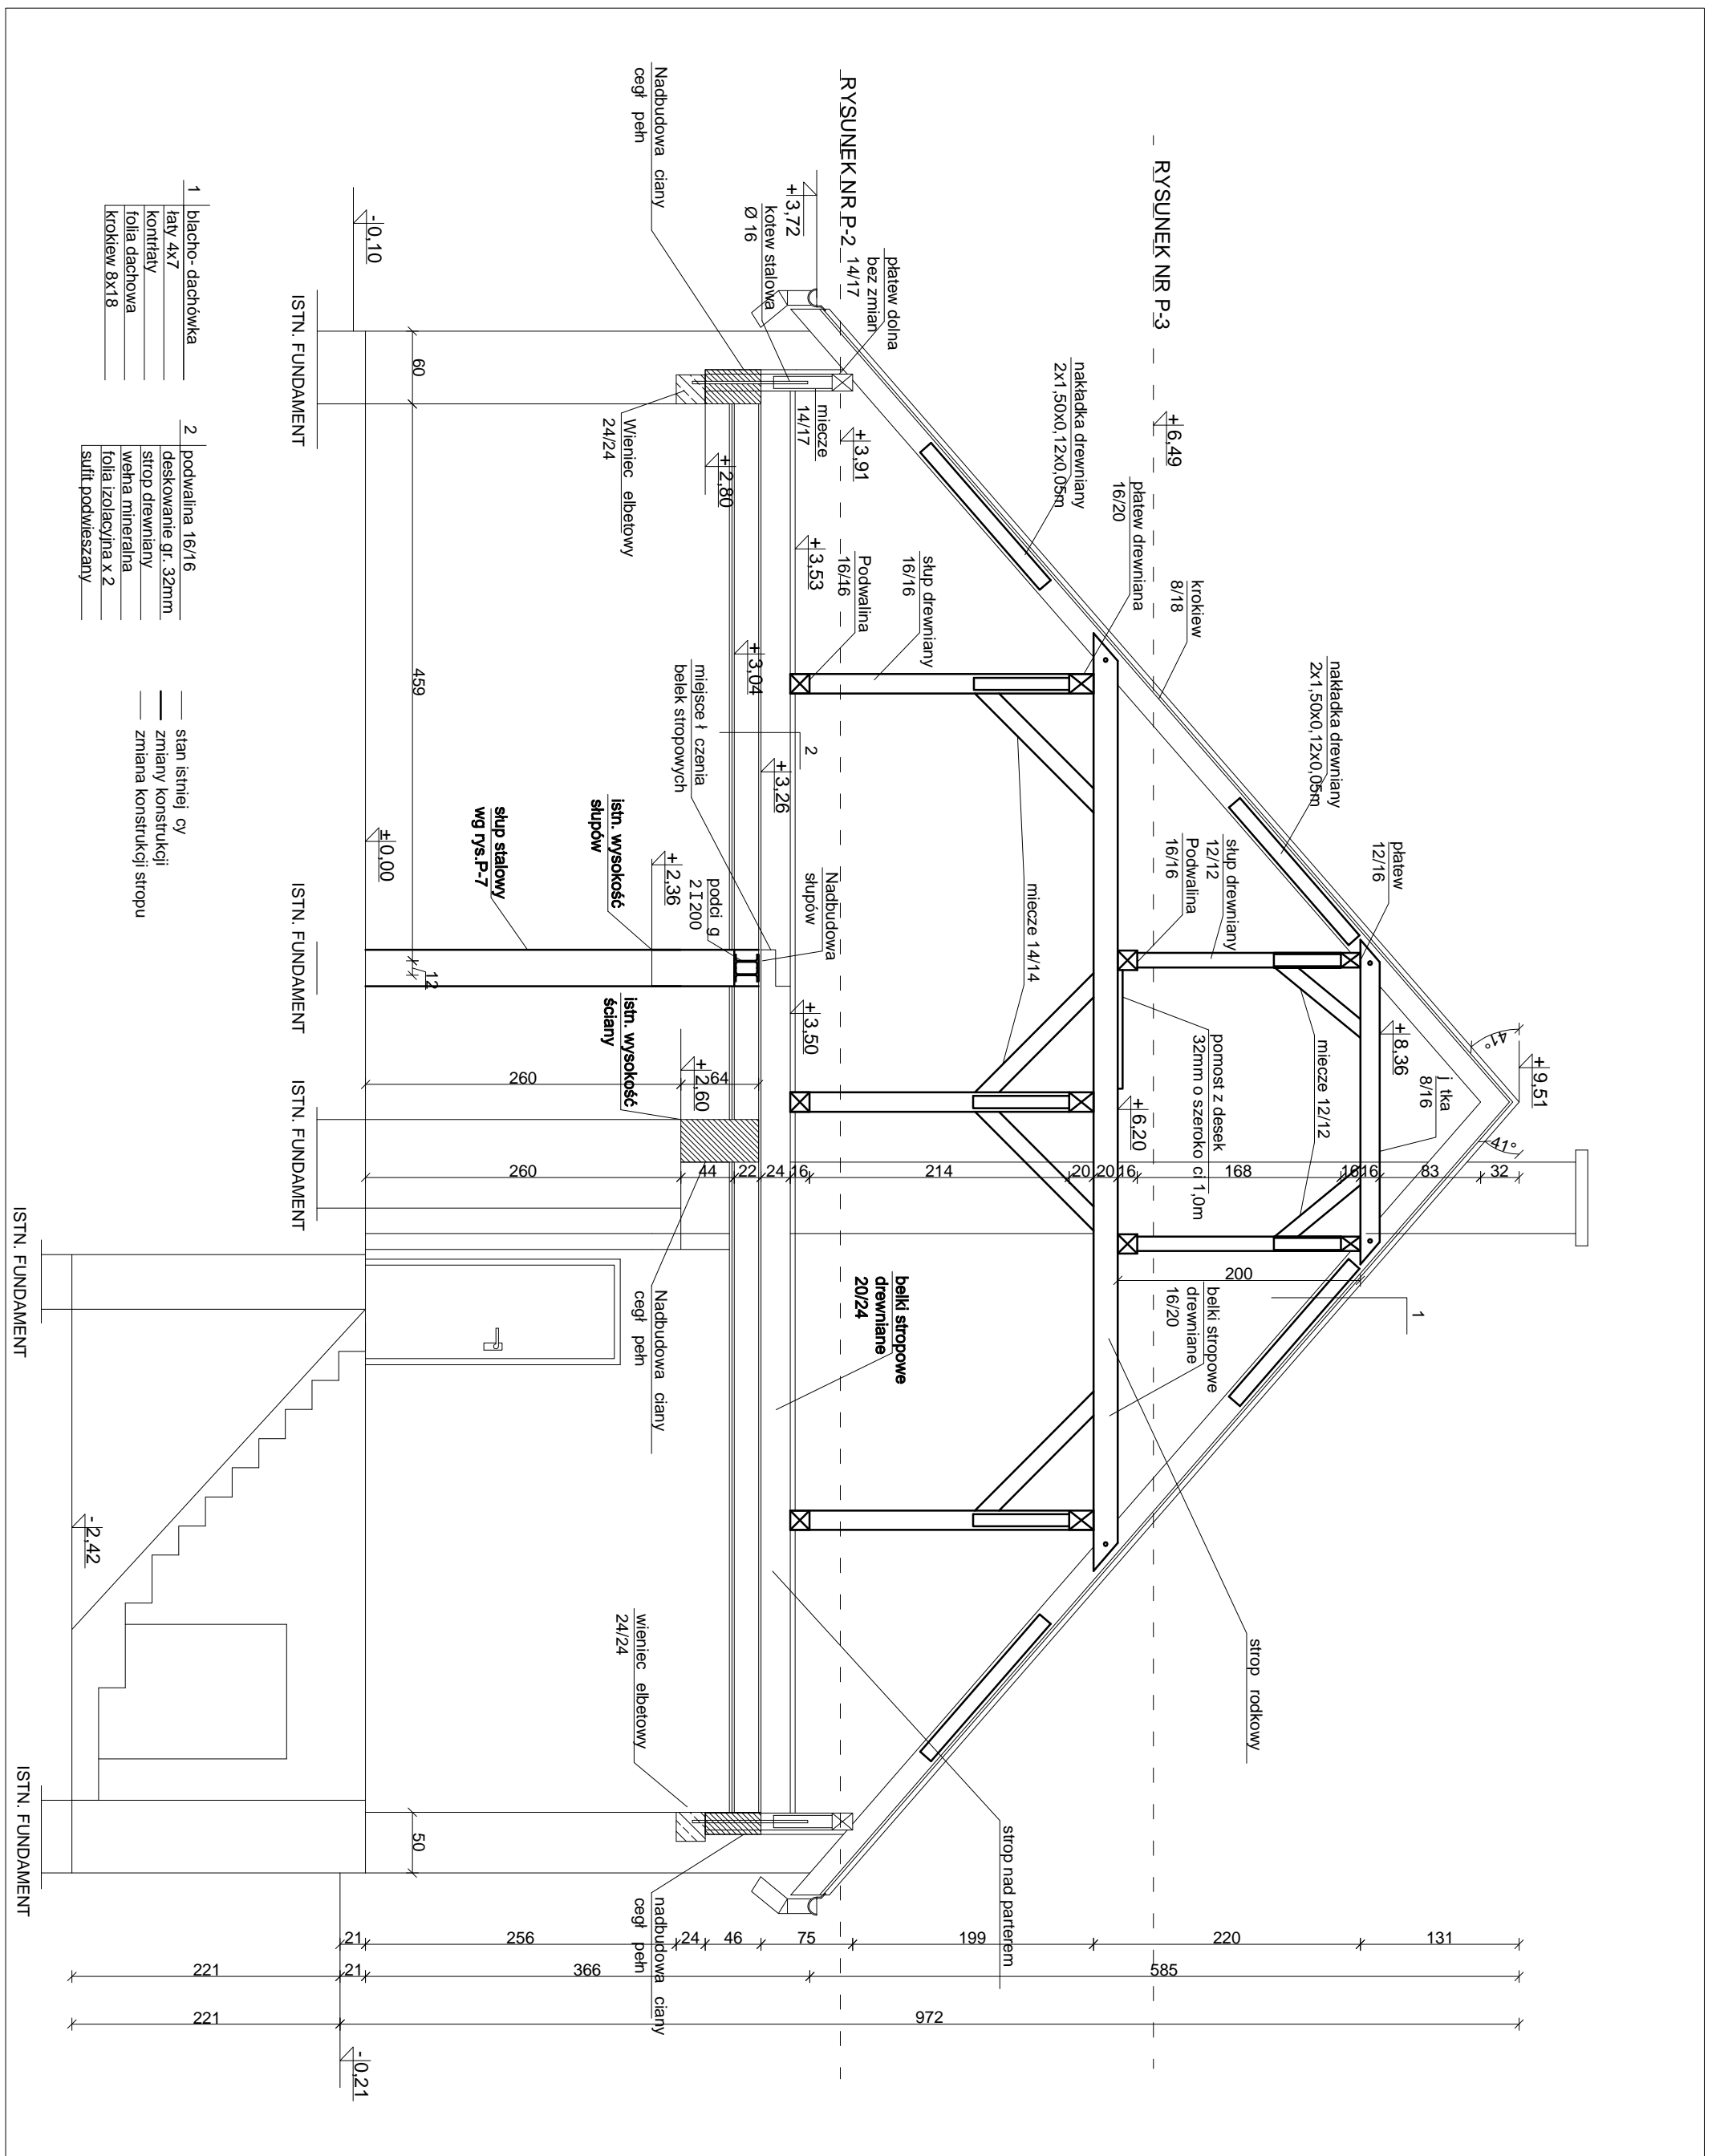 RYSUNEK NR P-3
RYSUNEK NR P-2
+ 9,51
41°
41°
+ 8,36
j tka
8/16
płatew
12/16
miecze 12/12
nakładka drewniany
2x1,50x0,12x0,05m
krokiew
8/18
słup drewniany
12/12
Podwalina
16/16
pomost z desek
32mm o szeroko ci 1,0m
+ 6,49
+ 6,20
płatew drewniana
16/20
nakładka drewniany
2x1,50x0,12x0,05m
miecze 14/14
belki stropowe
drewniane
16/20
1
200
strop rodkowy
słup drewniany
16/16
Podwalina
16/16
+ 3,91
+ 3,53
miecze
14/17
płatew dolna
bez zmian
14/17
kotew stalowa
Ø 16
+ 3,72
Nadbudowa ciany
cegł pełn
Wieniec elbetowy
24/24
+ 2,80
+ 3,04
+ 3,26
2
miejsce ł czenia
belek stropowych
Nadbudowa
słupów
+ 3,50
podci g
2 I 200
+ 2,36
istn. wysokość
słupów
słup stalowy
wg rys.P-7
istn. wysokość
ściany
+ 2,60
belki stropowe
drewniane
20/24
Nadbudowa ciany
cegł pełn
wieniec elbetowy
24/24
strop nad parterem
nadbudowa ciany
cegł pełn
260
64
260
44
22
24
16
214
20
20
16
168
16
16
83
32
60
459
12
50
- 0,10
±0,00
- 2,42
- 0,21
21
256
24
46
75
199
220
131
221
21
366
585
221
972
ISTN. FUNDAMENT
ISTN. FUNDAMENT
ISTN. FUNDAMENT
ISTN. FUNDAMENT
ISTN. FUNDAMENT
1
blacho- dachówka
łaty 4x7
kontrłaty
folia dachowa
krokiew 8x18
2
podwalina 16/16
deskowanie gr. 32mm
strop drewniany
wełna mineralna
folia izolacyjna x 2
sufit podwieszany
stan istniej cy
zmiany konstrukcji
zmiana konstrukcji stropu